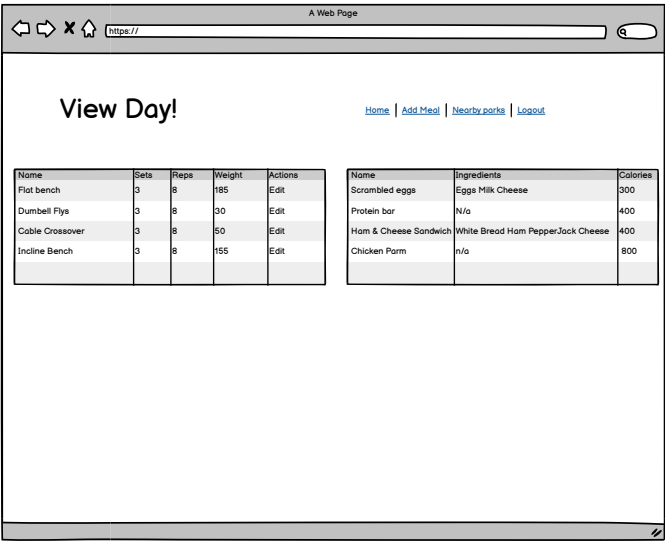 A Web Page
https://
View Day!
Home | Add Meal | Nearby parks | Logout
Name Sets Reps Weight Actions
Flat bench 3 8 185 Edit
Dumbell Flys 3 8 30 Edit
Cable Crossover 3 8 50 Edit
Incline Bench 3 8 155 Edit
Name Ingredients Calories
Scrambled eggs Eggs Milk Cheese 300
Protein bar N/a 400
Ham & Cheese Sandwich White Bread Ham PepperJack Cheese 400
Chicken Parm n/a 800